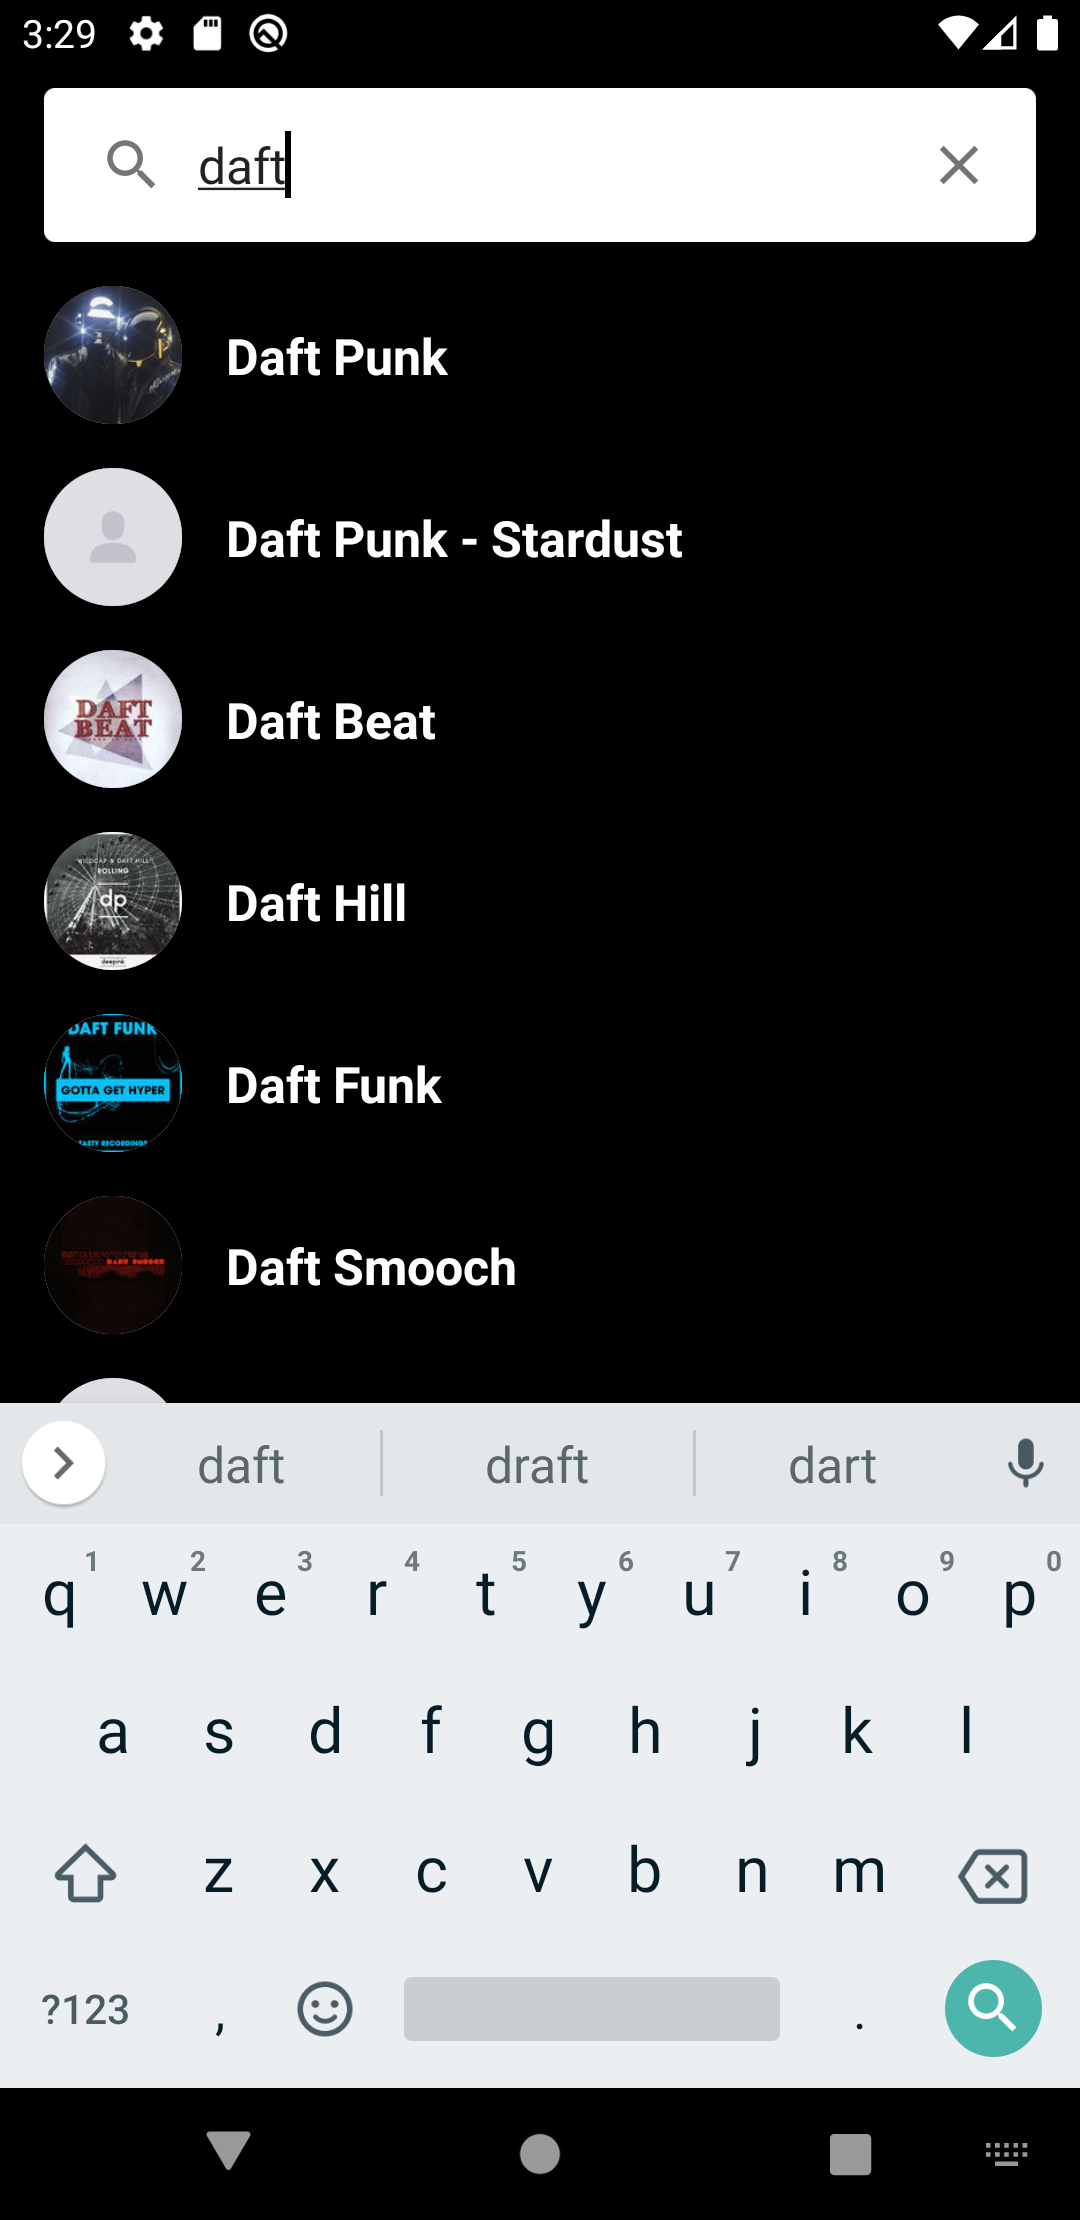 3:29
daft
Daft Punk
Daft Punk - Stardust
DAFT
BEAT
Daft Beat
WILDCAP & DAFT HILL
ROLLING
dp
deepink
Daft Hill
DAFT FUNK
GOTTA GET HYPER
TASTY RECORDINGS
Daft Funk
DAFT SMOOCH
Daft Smooch
daft draft dart
1 2 3 4 5 6 7 8 9 0
q w e r t y u i o p
a s d f g h j k l
z x c v b n m
?123 , .